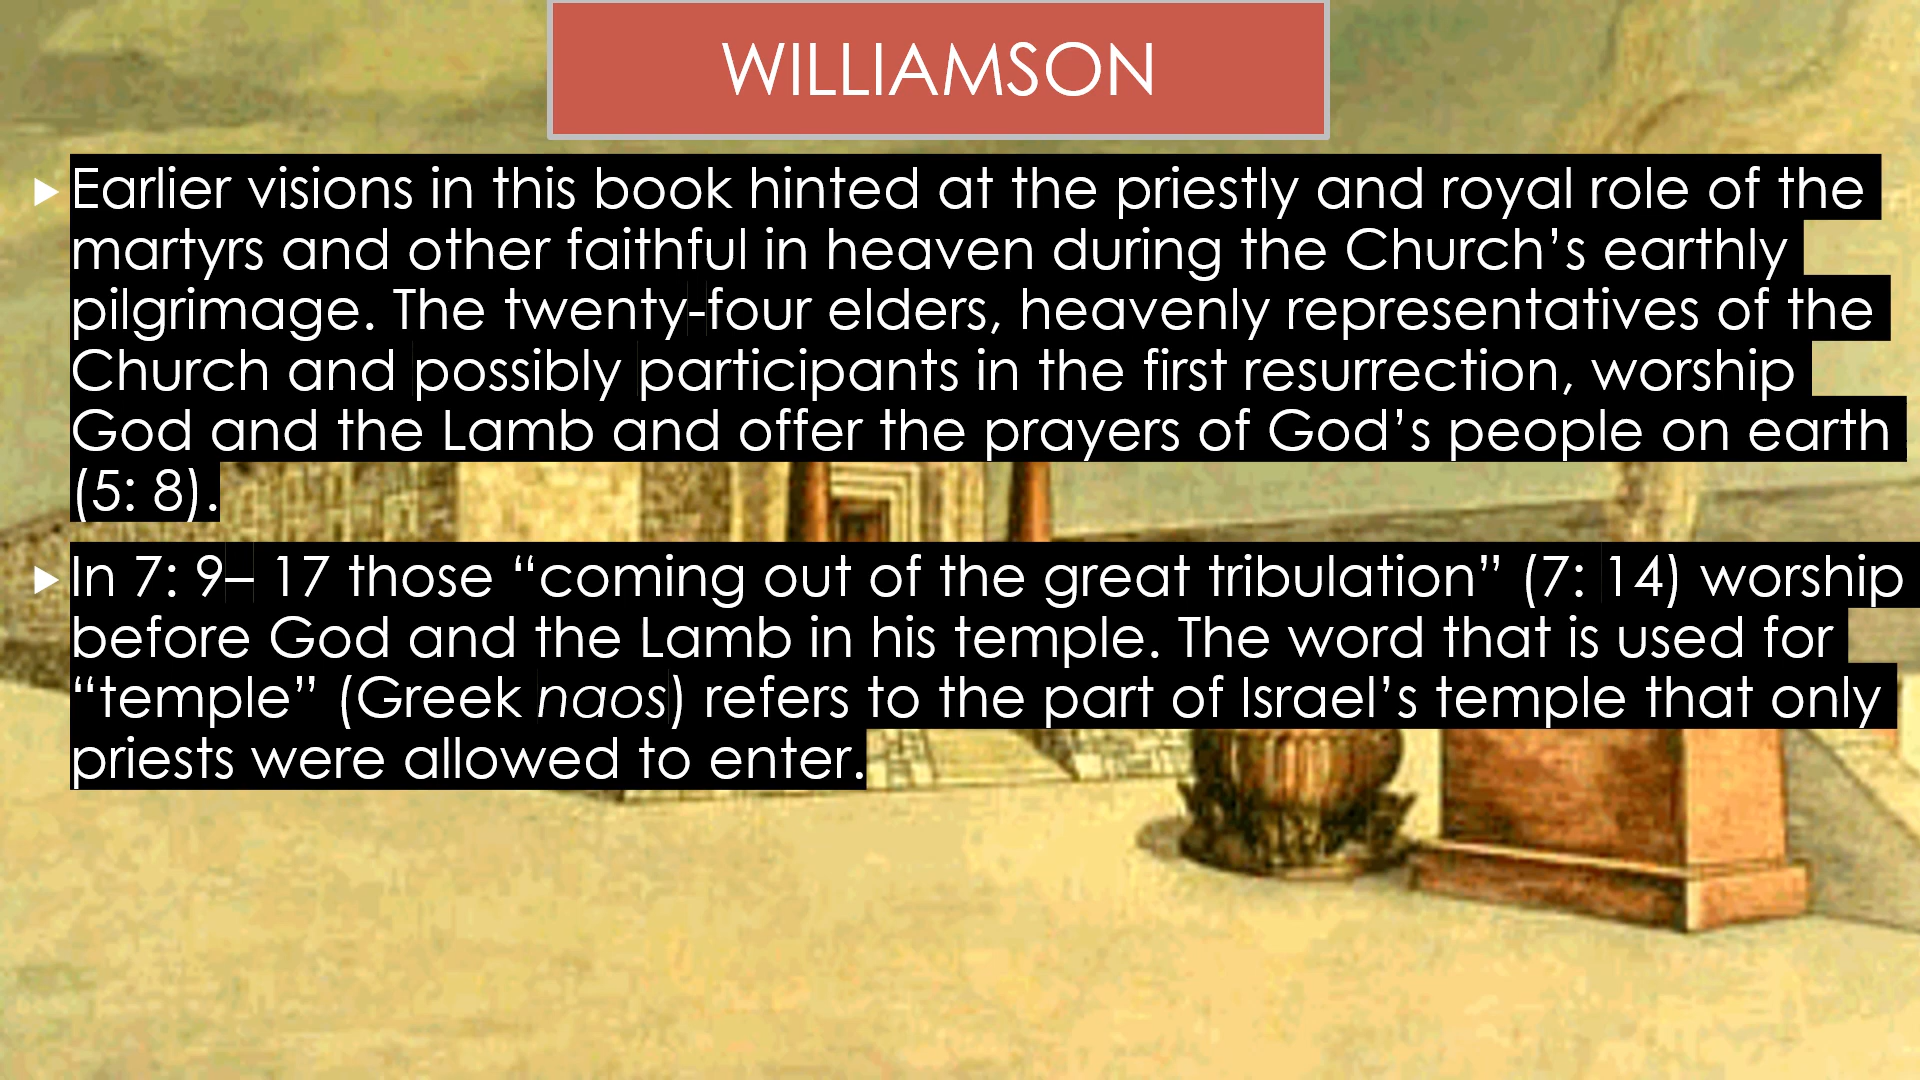 WILLIAMSON
Earlier visions in this book hinted at the priestly and royal role of the
martyrs and other faithful in heaven during the Church’s earthly
pilgrimage. The twenty-four elders, heavenly representatives of the
Church and possibly participants in the first resurrection, worship
God and the Lamb and offer the prayers of God’s people on earth
(5: 8).
In 7: 9– 17 those “coming out of the great tribulation” (7: 14) worship
before God and the Lamb in his temple. The word that is used for
“temple” (Greek naos) refers to the part of Israel’s temple that only
priests were allowed to enter.